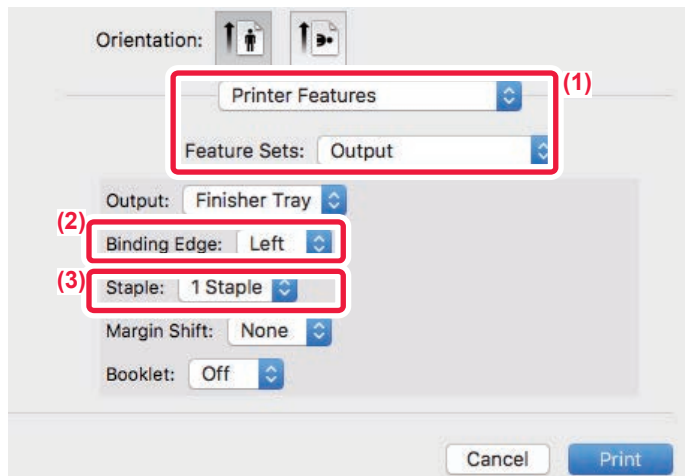 Orientation:
(1)
Printer Features
Feature Sets: Output
Output: Finisher Tray
(2)
Binding Edge: Left
(3)
Staple: 1 Staple
Margin Shift: None
Booklet: Off
Cancel Print